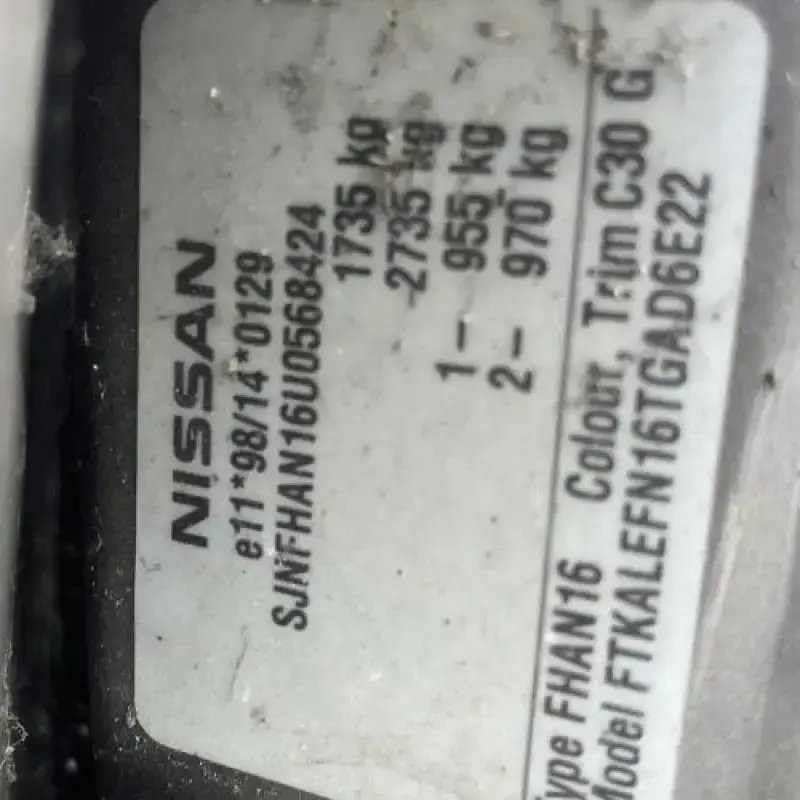 NISSAN
e11*98/14*0129
SJNFHAN16U0568424
1735 kg
2735 kg
1– 955 kg
2– 970 kg
Type FHAN16 Colour, Trim C30 G
Model FTKALEFN16TGAD6E22